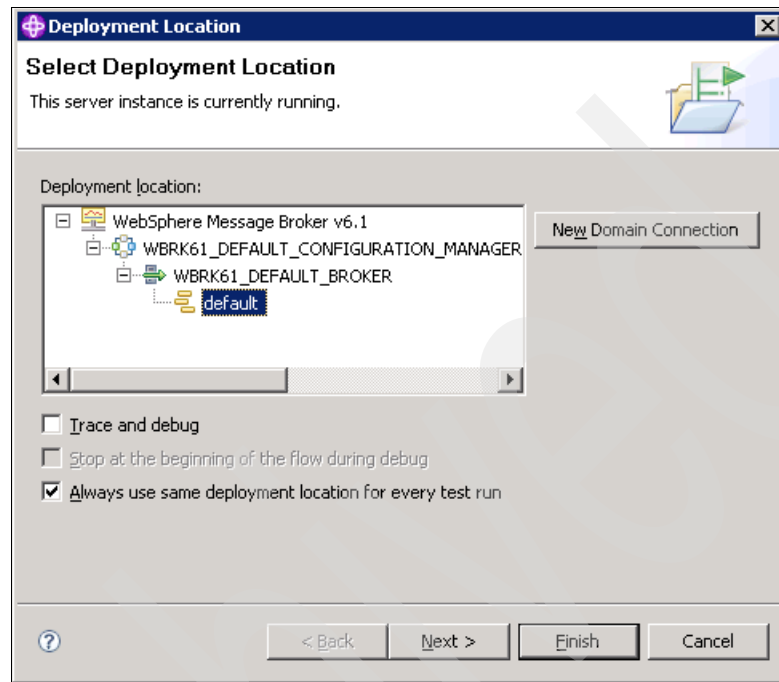 Deployment Location
Select Deployment Location
This server instance is currently running.
Deployment location:
WebSphere Message Broker v6.1
WBRK61_DEFAULT_CONFIGURATION_MANAGER
WBRK61_DEFAULT_BROKER
default
New Domain Connection
Trace and debug
Stop at the beginning of the flow during debug
Always use same deployment location for every test run
< Back
Next >
Finish
Cancel